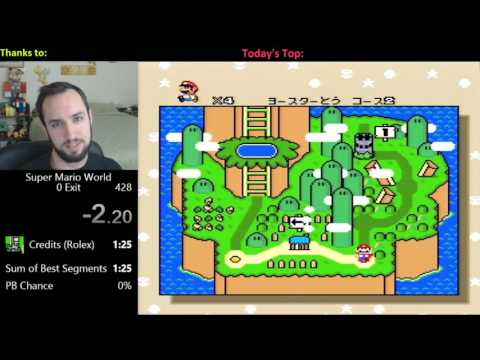 Thanks to:
Today's Top:
X4 ヨースターとう コース2
1
Super Mario World
0 Exit 428
-2.20
Credits (Rolex) 1:25
Sum of Best Segments 1:25
PB Chance 0%